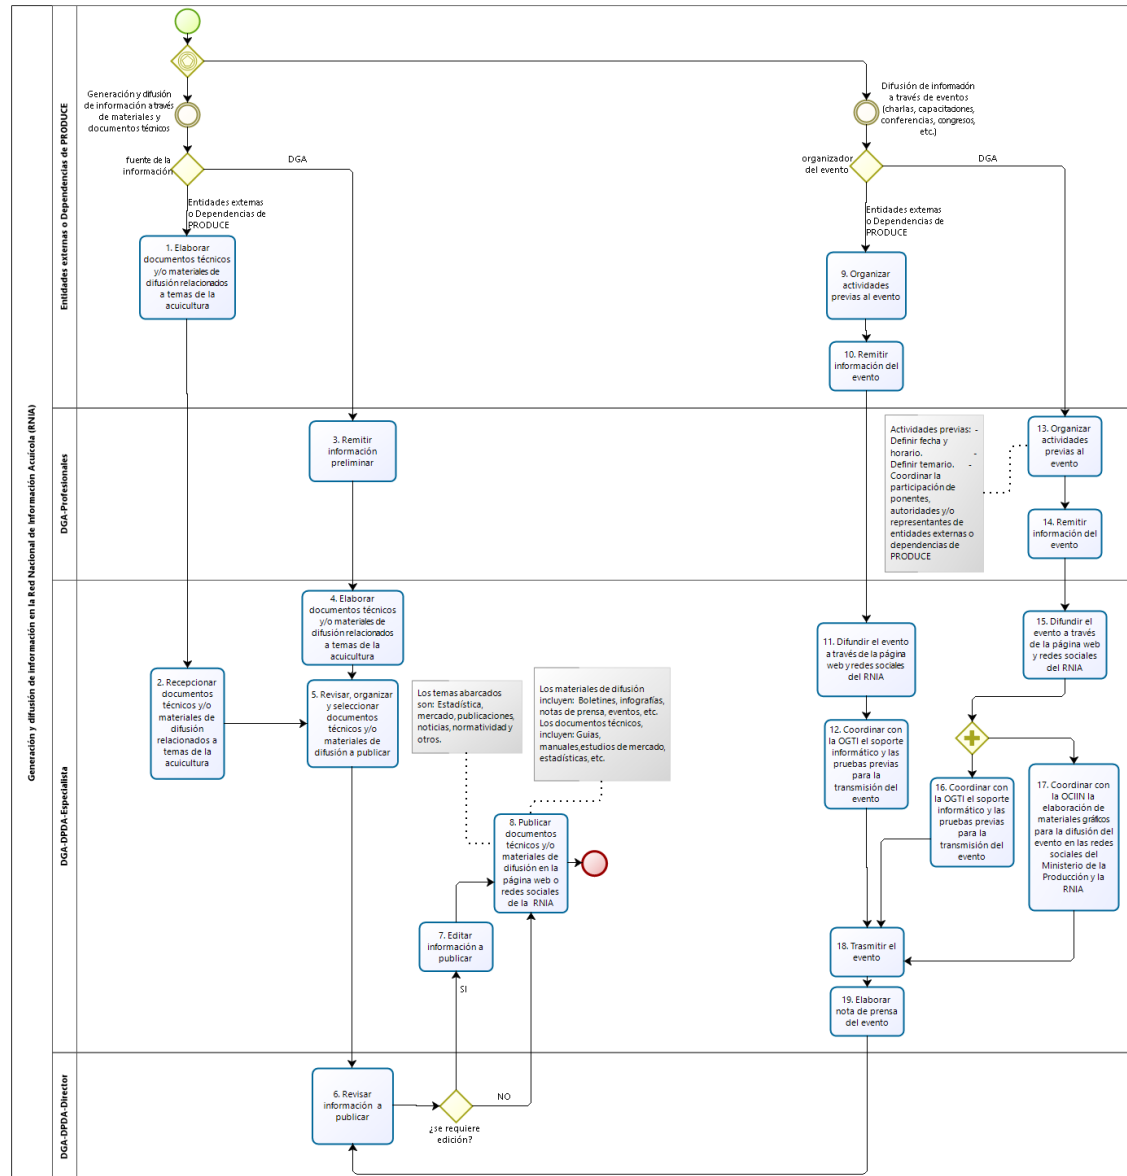 Generación y difusión de información en la Red Nacional de Información Acuícola (RNIA)
Entidades externas o Dependencias de PRODUCE
Generación y difusión
de información a través
de materiales y
documentos técnicos
fuente de la
información
DGA
Entidades externas
o Dependencias de
PRODUCE
1. Elaborar
documentos técnicos
y/o materiales de
difusión relacionados
a temas de la
acuicultura
Difusión de información
a través de eventos
(charlas, capacitaciones,
conferencias, congresos,
etc.)
organizador
del evento
DGA
Entidades externas
o Dependencias de
PRODUCE
9. Organizar
actividades
previas al evento
10. Remitir
información del
evento
DGA-Profesionales
3. Remitir
información
preliminar
Actividades previas: -
Definir fecha y
horario. -
Definir temario. -
Coordinar la
participación de
ponentes,
autoridades y/o
representantes de
entidades externas o
dependencias de
PRODUCE
13. Organizar
actividades
previas al
evento
14. Remitir
información del
evento
DGA-DPDA-Especialista
4. Elaborar
documentos técnicos
y/o materiales de
difusión relacionados
a temas de la
acuicultura
2. Recepcionar
documentos
técnicos y/o
materiales de
difusión
relacionados a
temas de la
acuicultura
5. Revisar, organizar
y seleccionar
documentos
técnicos y/o
materiales de
difusión a publicar
Los temas abarcados
son: Estadística,
mercado, publicaciones,
noticias, normatividad y
otros.
Los materiales de difusión
incluyen: Boletines, infografías,
notas de prensa, eventos, etc.
Los documentos técnicos,
incluyen: Guías,
manuales,estudios de mercado,
estadísticas, etc.
8. Publicar
documentos
técnicos y/o
materiales de
difusión en la
página web o
redes sociales
de la RNIA
7. Editar
información a
publicar
SI
11. Difundir el evento
a través de la página
web y redes sociales
del RNIA
12. Coordinar con
la OGTI el soporte
informático y las
pruebas previas
para la
transmisión del
evento
15. Difundir el
evento a través
de la página web
y redes sociales
del RNIA
16. Coordinar con
la OGTI el soporte
informático y las
pruebas previas
para la
transmisión del
evento
17. Coordinar con
la OCIIN la
elaboración de
materiales gráficos
para la difusión del
evento en las redes
sociales del
Ministerio de la
Producción y la
RNIA
18. Trasmitir el
evento
19. Elaborar
nota de prensa
del evento
DGA-DPDA-Director
6. Revisar
información a
publicar
¿se requiere
edición?
NO